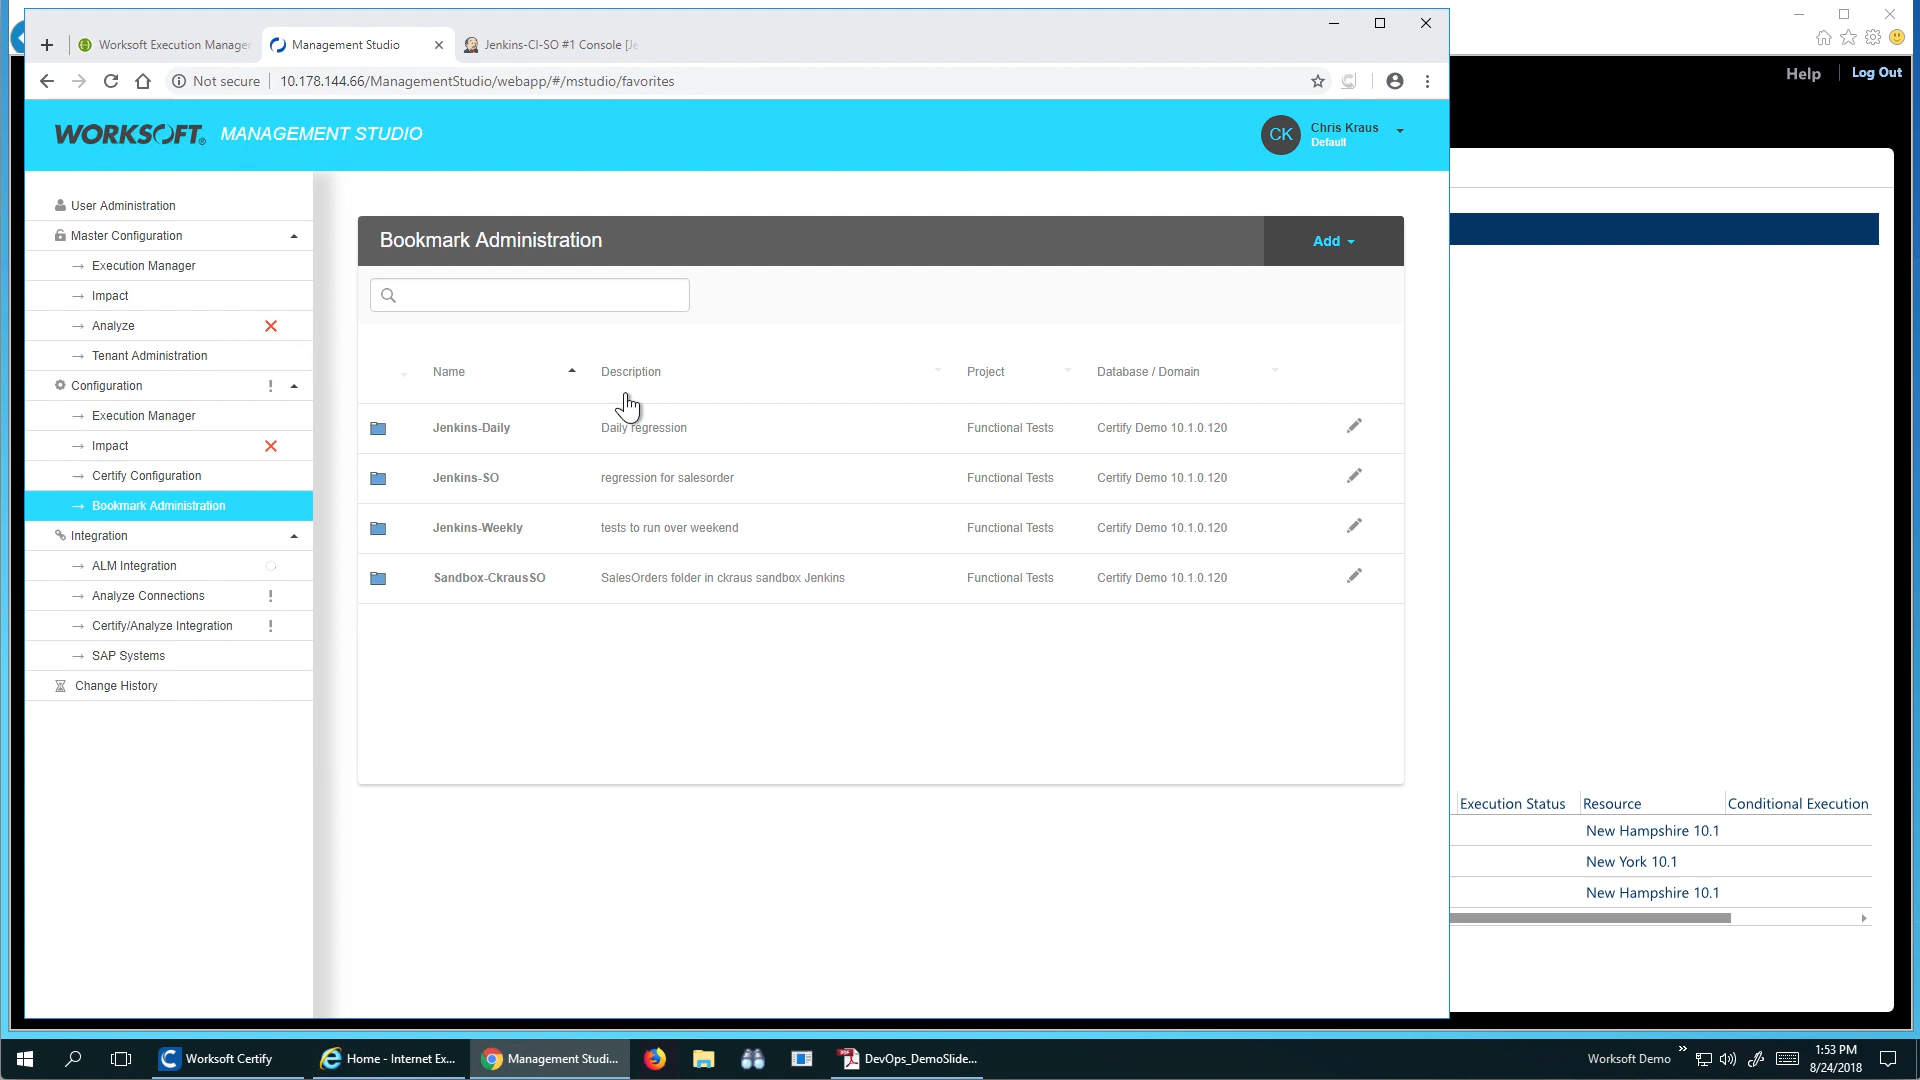 Worksoft Execution Manager
Management Studio
Jenkins-CI-SO #1 Console [Je
Not secure
10.178.144.66/ManagementStudio/webapp/#/mstudio/favorites
Help
Log Out
WORKSOFT® MANAGEMENT STUDIO
CK
Chris Kraus
Default
User Administration
Master Configuration
→ Execution Manager
→ Impact
→ Analyze
→ Tenant Administration
Configuration !
→ Execution Manager
→ Impact
→ Certify Configuration
→ Bookmark Administration
Integration
→ ALM Integration
→ Analyze Connections !
→ Certify/Analyze Integration !
→ SAP Systems
Change History
Bookmark Administration
Add
Name Description Project Database / Domain
Jenkins-Daily Daily regression Functional Tests Certify Demo 10.1.0.120
Jenkins-SO regression for salesorder Functional Tests Certify Demo 10.1.0.120
Jenkins-Weekly tests to run over weekend Functional Tests Certify Demo 10.1.0.120
Sandbox-CkrausSO SalesOrders folder in ckraus sandbox Jenkins Functional Tests Certify Demo 10.1.0.120
Execution Status Resource Conditional Execution
New Hampshire 10.1
New York 10.1
New Hampshire 10.1
Worksoft Certify
Home - Internet Ex...
Management Studi...
DevOps_DemoSlide...
Worksoft Demo
1:53 PM
8/24/2018